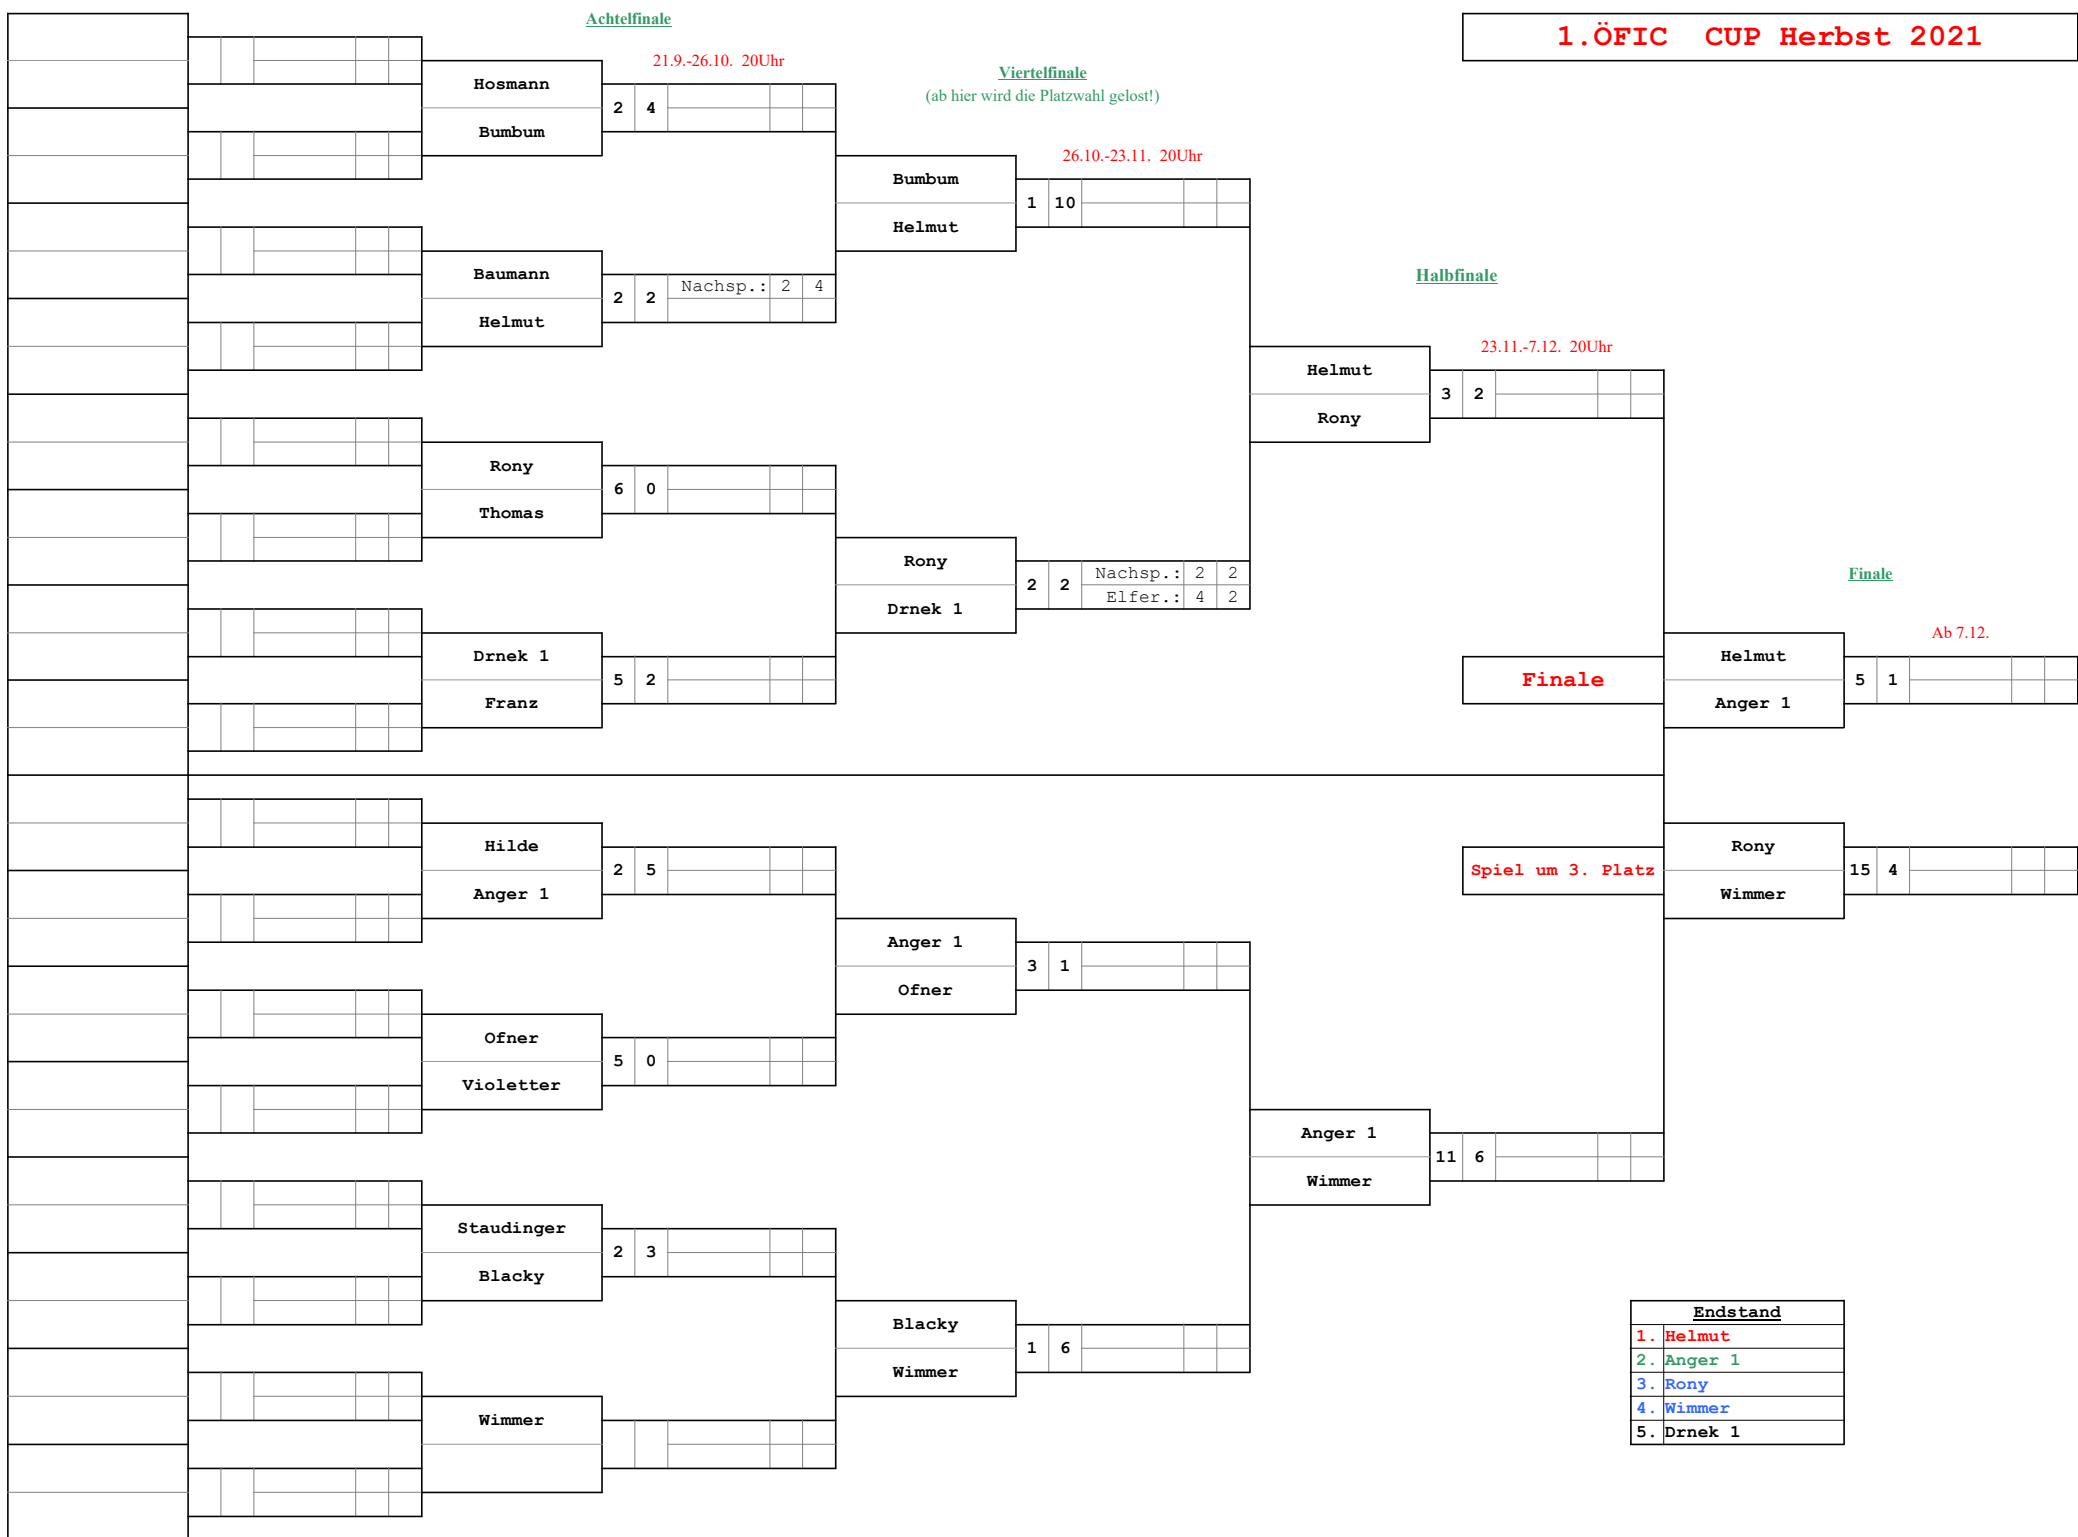 Achtelfinale
1.ÖFIC  CUP Herbst 2021
21.9.-26.10.  20Uhr
Viertelfinale
(ab hier wird die Platzwahl gelost!)
Hosmann
2 4
Bumbum
26.10.-23.11.  20Uhr
Bumbum
1 10
Helmut
Baumann
2 2 Nachsp.: 2 4
Helmut
Halbfinale
23.11.-7.12.  20Uhr
Helmut
3 2
Rony
Rony
6 0
Thomas
Rony
2 2 Nachsp.: 2 2
Elfer.: 4 2
Drnek 1
Finale
Ab 7.12.
Drnek 1
5 2
Franz
Finale
Helmut
5 1
Anger 1
Hilde
2 5
Anger 1
Spiel um 3. Platz
Rony
15 4
Wimmer
Anger 1
3 1
Ofner
Ofner
5 0
Violetter
Anger 1
11 6
Wimmer
Staudinger
2 3
Blacky
Blacky
1 6
Wimmer
Wimmer
Endstand
1. Helmut
2. Anger 1
3. Rony
4. Wimmer
5. Drnek 1